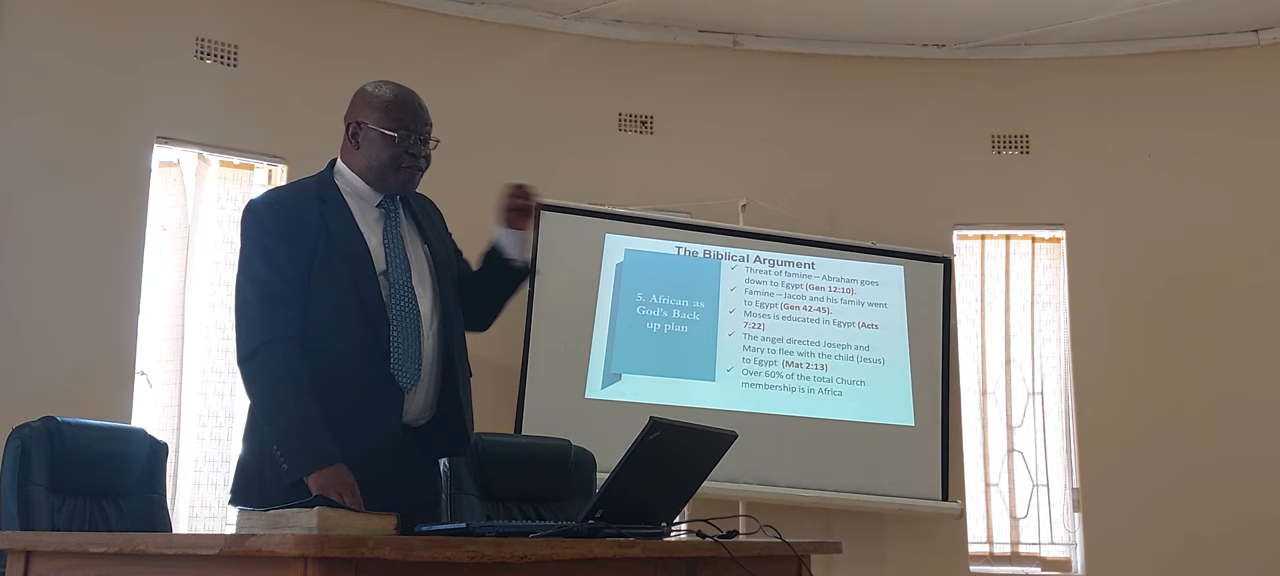 The Biblical Argument
5. African as
God's Back
up plan
✓ Threat of famine – Abraham goes
down to Egypt (Gen 12:10).
✓ Famine – Jacob and his family went
to Egypt (Gen 42-45).
✓ Moses is educated in Egypt (Acts
7:22)
✓ The angel directed Joseph and
Mary to flee with the child (Jesus)
to Egypt (Mat 2:13)
✓ Over 60% of the total Church
membership is in Africa